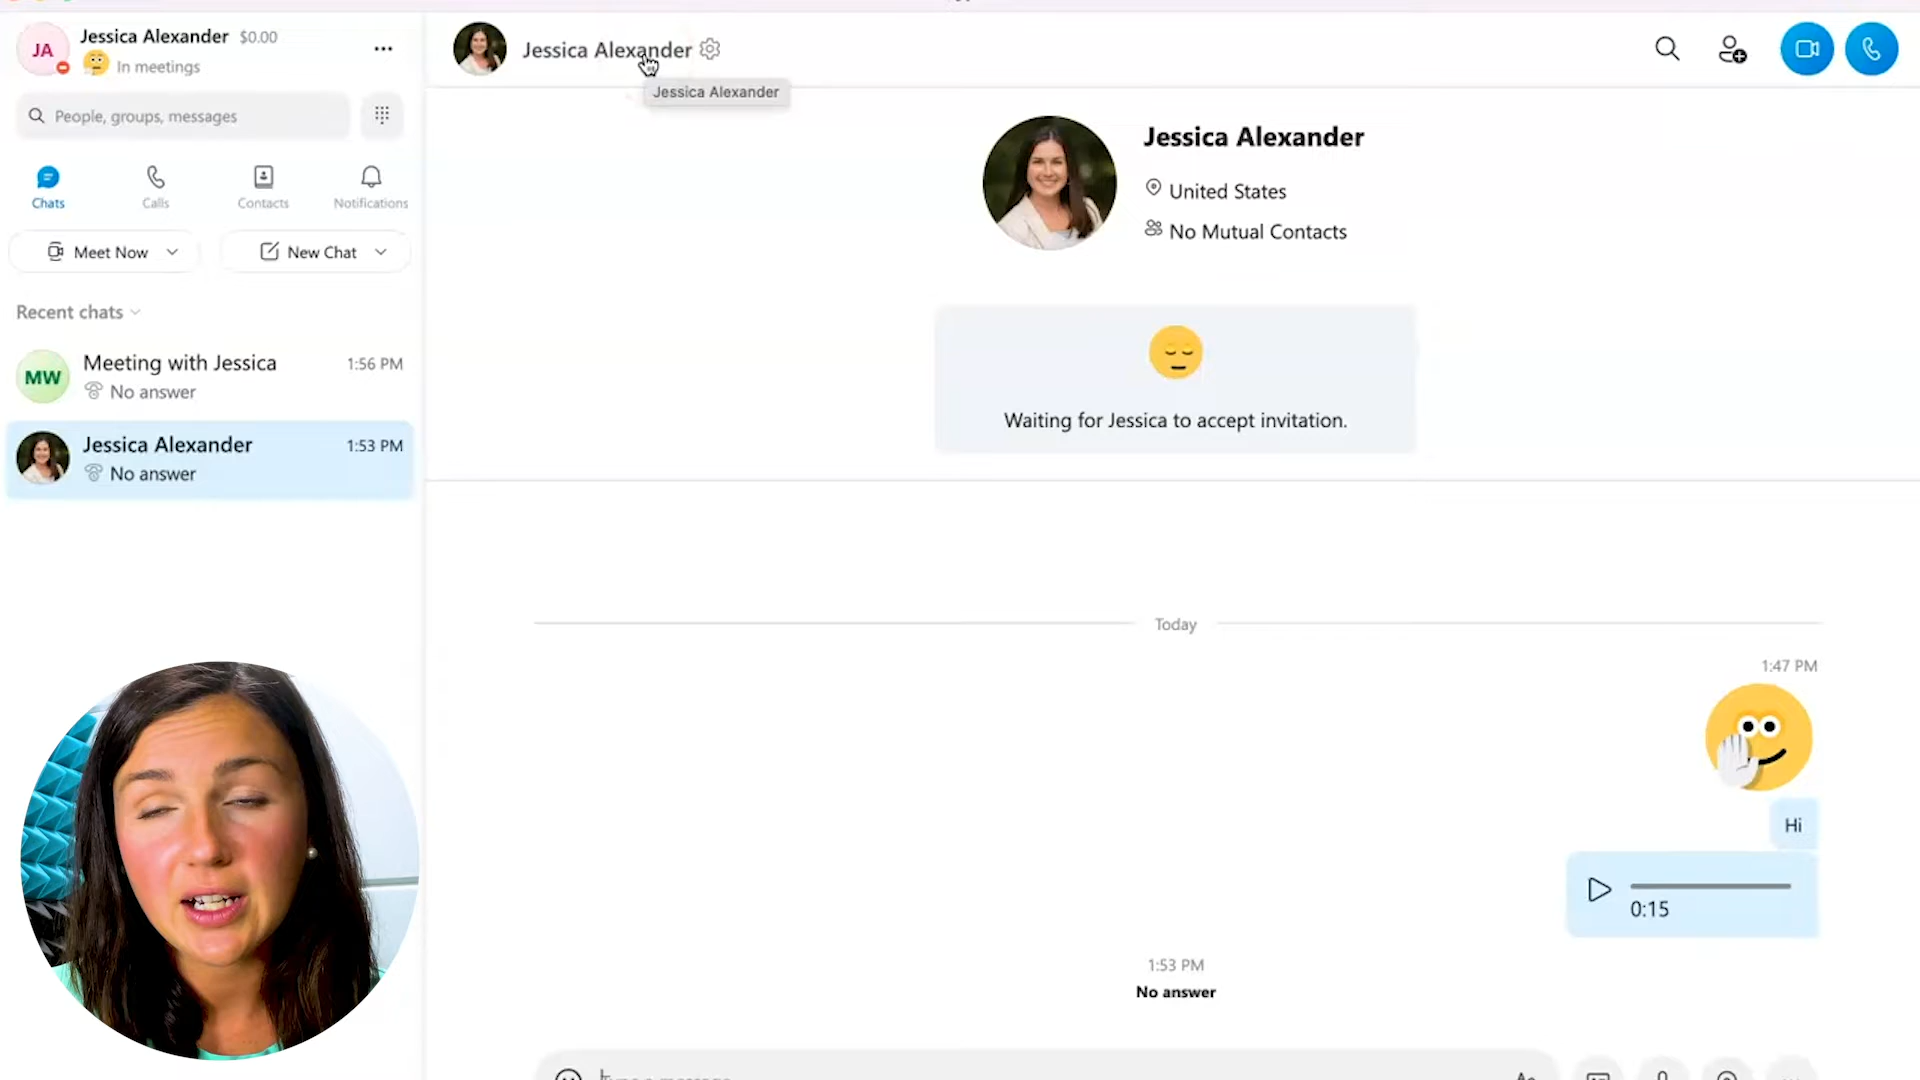 JA
Jessica Alexander $0.00
In meetings
People, groups, messages
Chats
Calls
Contacts
Notifications
Meet Now
New Chat
Recent chats
MW
Meeting with Jessica 1:56 PM
No answer
Jessica Alexander 1:53 PM
No answer
Jessica Alexander
Jessica Alexander
Jessica Alexander
United States
No Mutual Contacts
Waiting for Jessica to accept invitation.
Today
1:47 PM
Hi
0:15
1:53 PM
No answer
Type a message